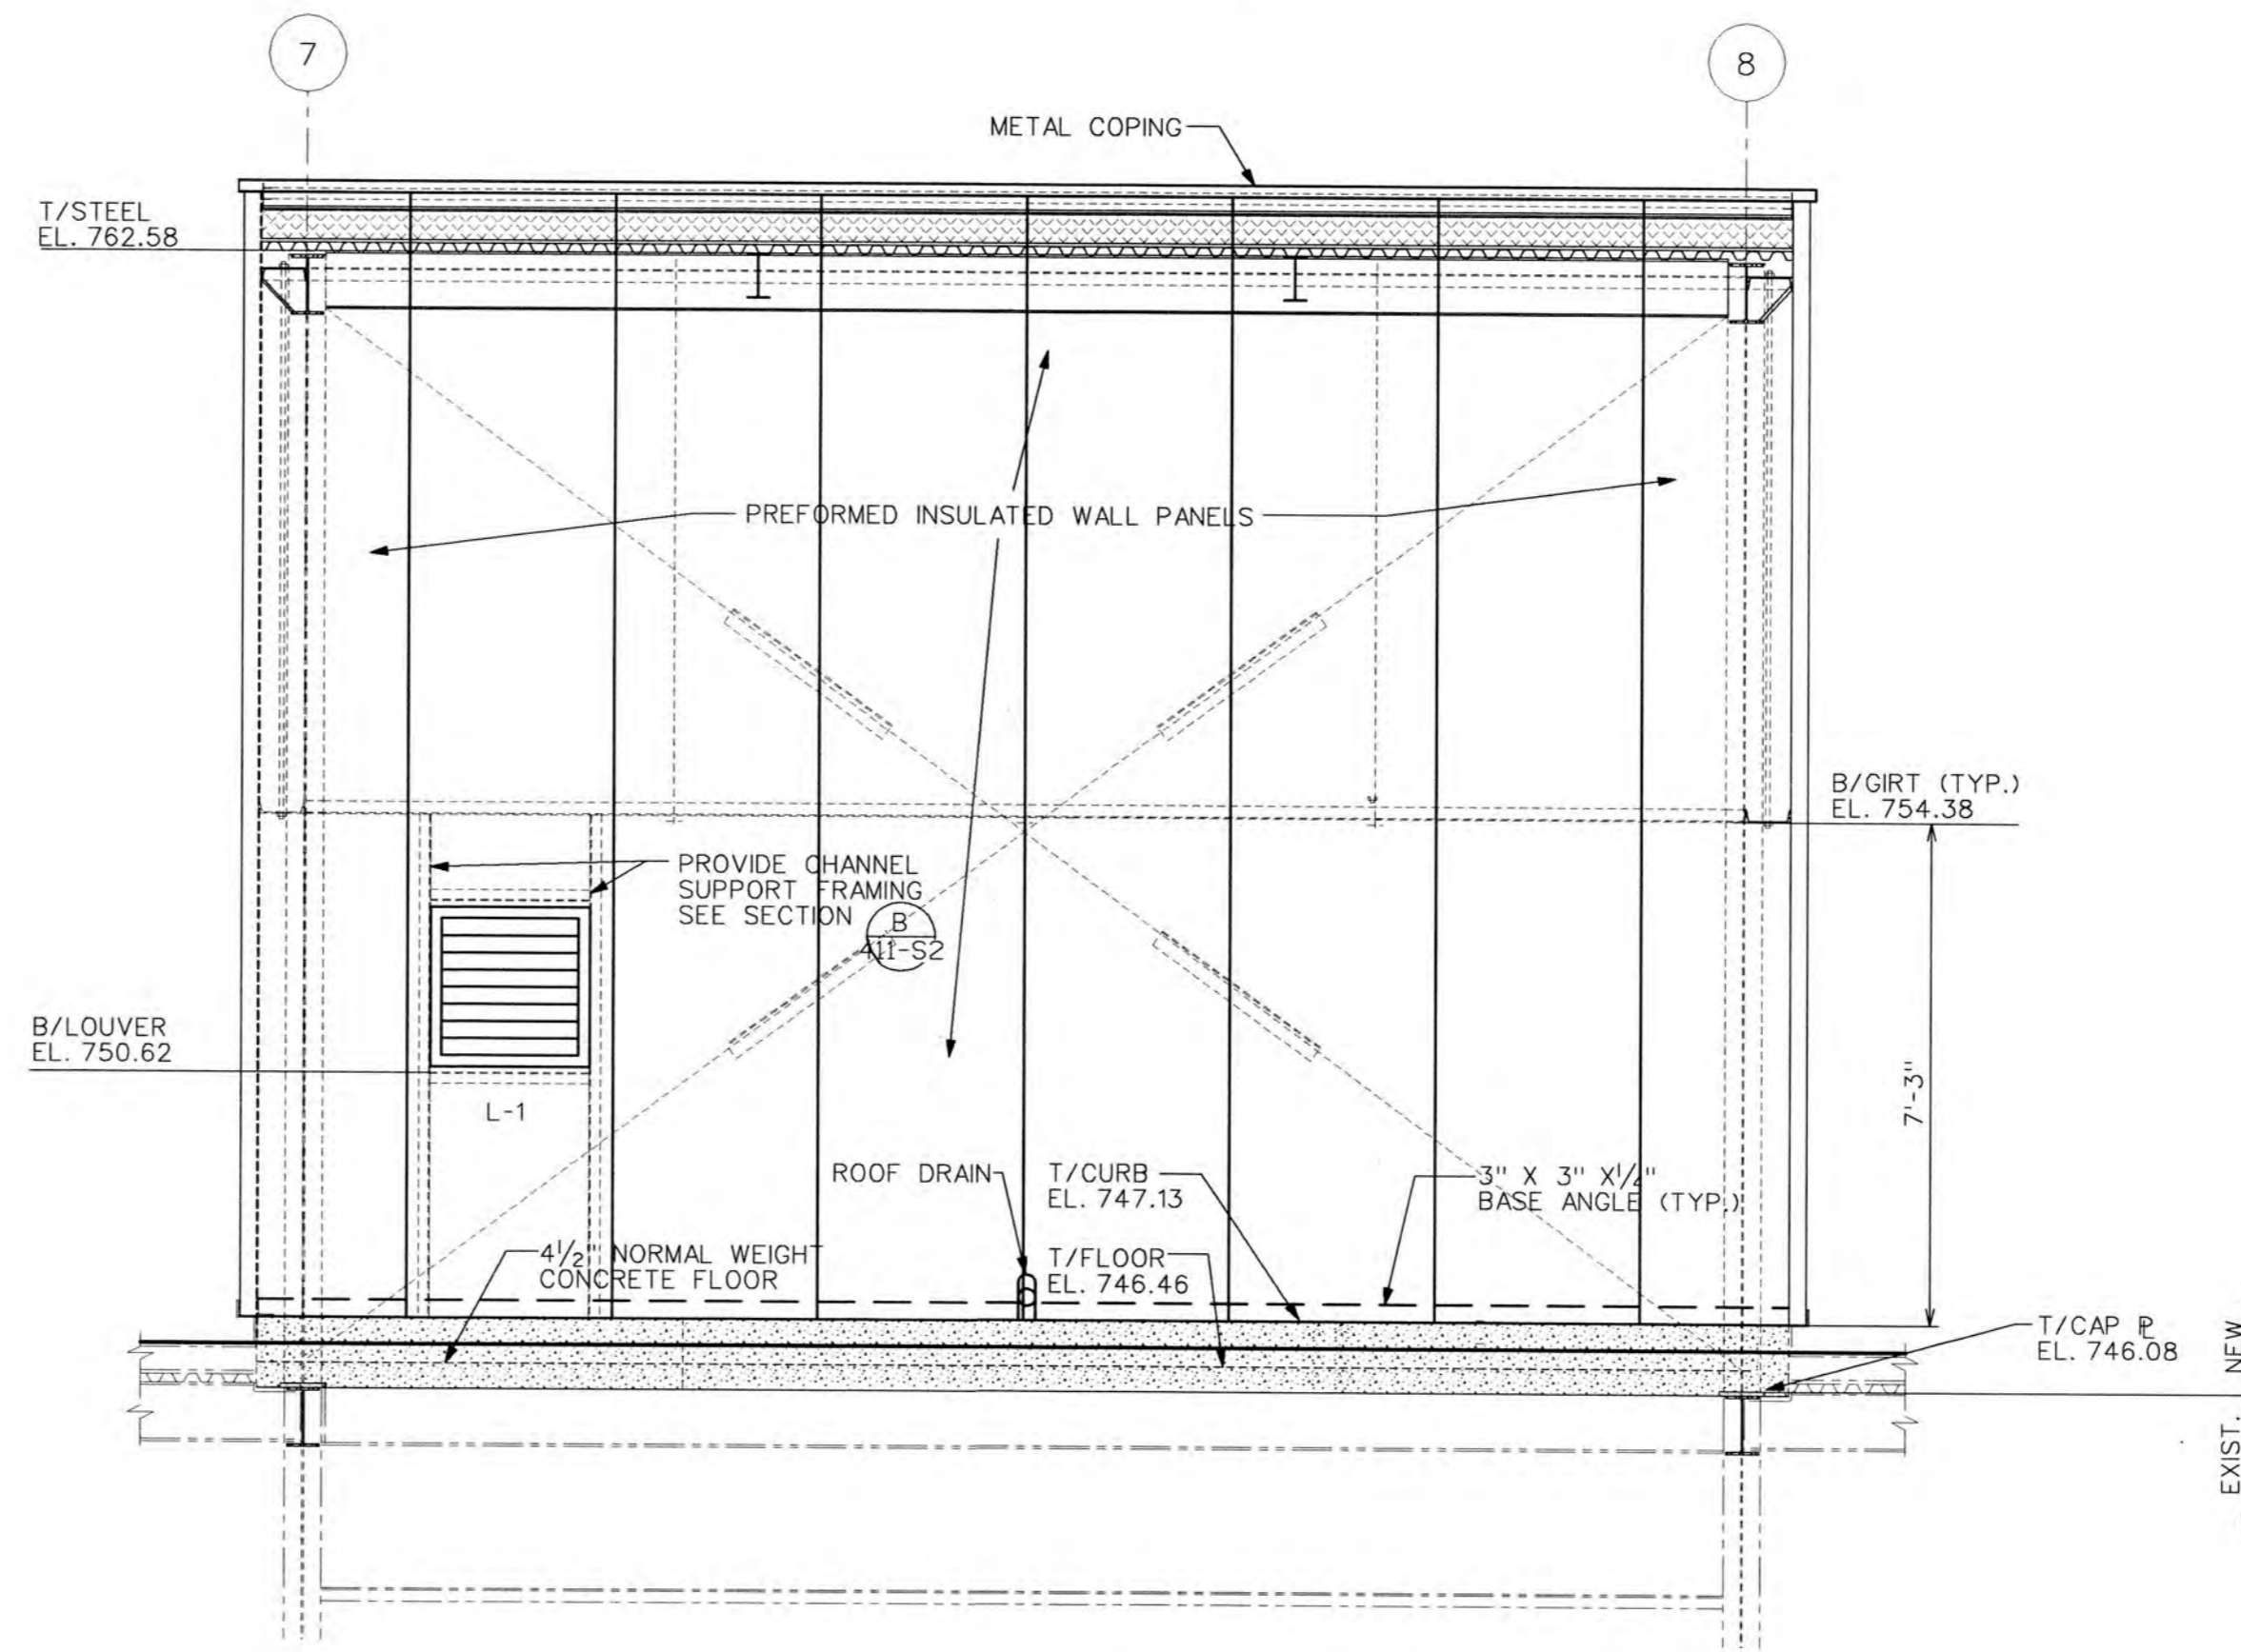 7
8
METAL COPING
T/STEEL
EL. 762.58
PREFORMED INSULATED WALL PANELS
B/GIRT (TYP.)
EL. 754.38
PROVIDE CHANNEL
SUPPORT FRAMING
SEE SECTION
B
411-S2
B/LOUVER
EL. 750.62
L-1
7'-3"
ROOF DRAIN
T/CURB
EL. 747.13
3" X 3" X1/4"
BASE ANGLE (TYP.)
4 1/2" NORMAL WEIGHT
CONCRETE FLOOR
T/FLOOR
EL. 746.46
T/CAP ⅊
EL. 746.08
NEW
EXIST.